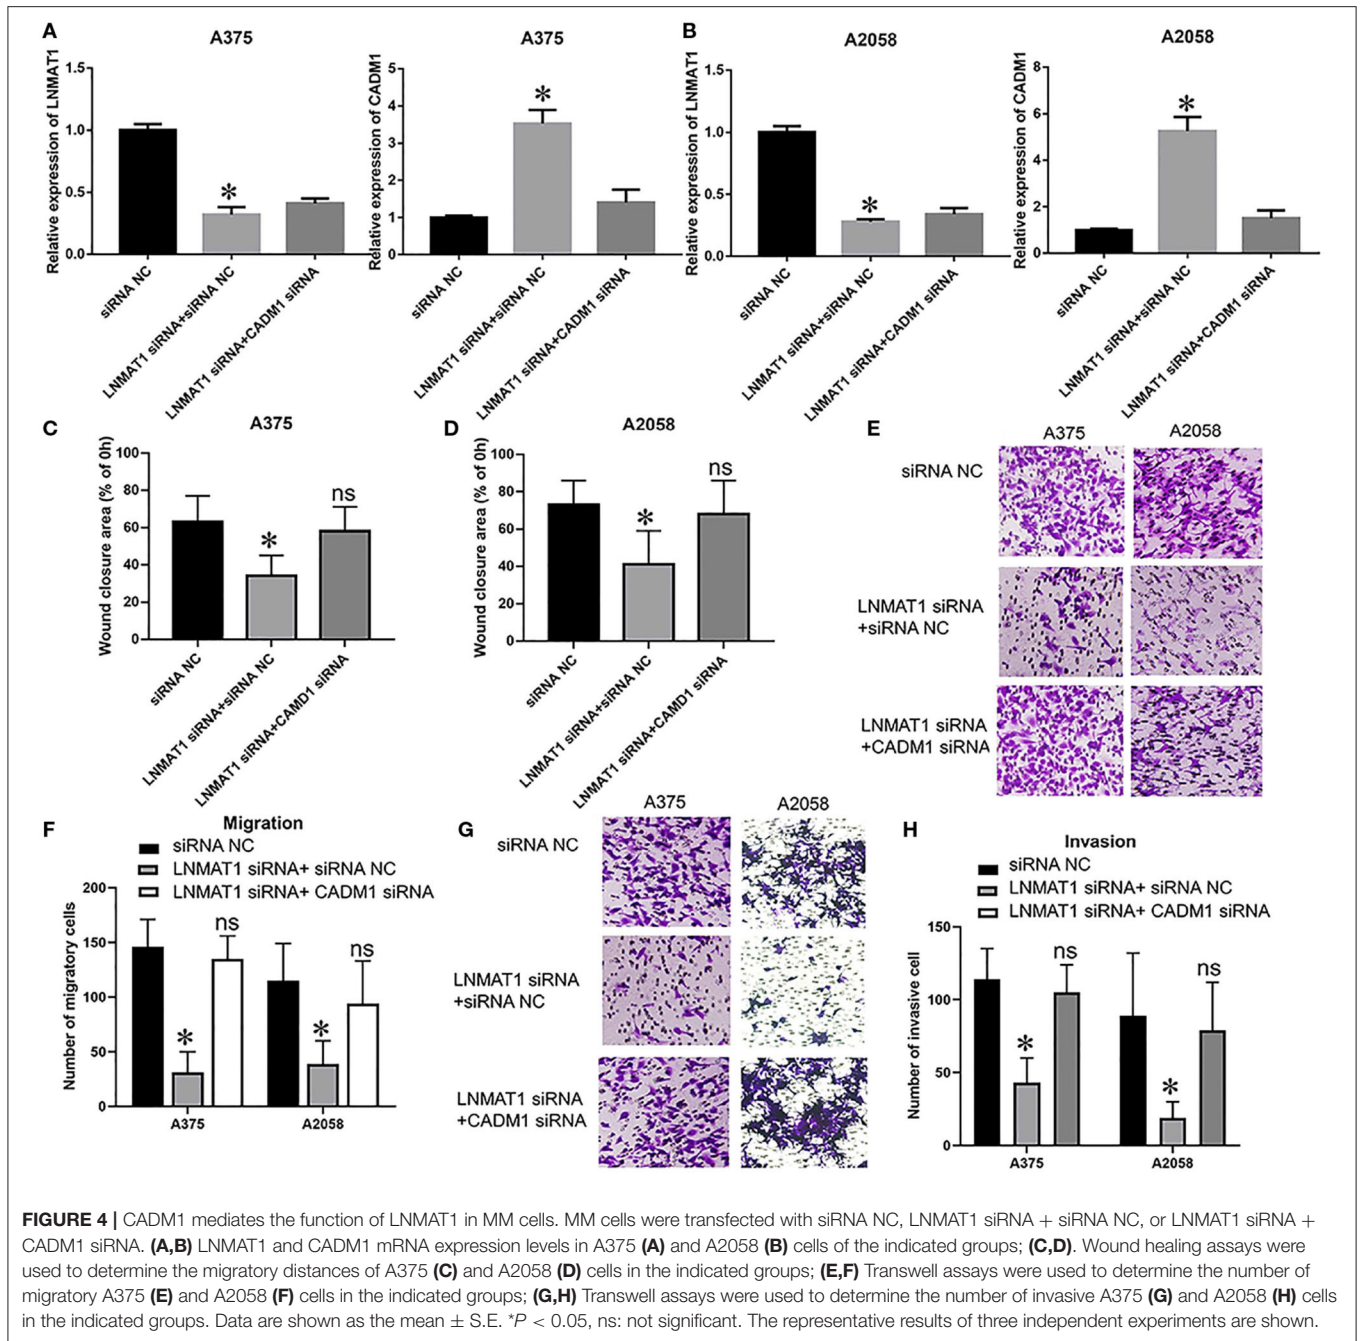 A
A375
Relative expression of LNMAT1
1.5
1.0
0.5
0.0
siRNA NC
LNMAT1 siRNA+siRNA NC
LNMAT1 siRNA+CADM1 siRNA
*
A375
Relative expression of CADM1
5
4
3
2
1
0
siRNA NC
LNMAT1 siRNA+siRNA NC
LNMAT1 siRNA+CADM1 siRNA
*
B
A2058
Relative expression of LNMAT1
1.5
1.0
0.5
0.0
siRNA NC
LNMAT1 siRNA+siRNA NC
LNMAT1 siRNA+CADM1 siRNA
*
A2058
Relative expression of CADM1
8
6
4
2
0
siRNA NC
LNMAT1 siRNA+siRNA NC
LNMAT1 siRNA+CADM1 siRNA
*
C
A375
Wound closure area (% of 0h)
100
80
60
40
20
0
*
ns
siRNA NC
LNMAT1 siRNA+siRNA NC
LNMAT1 siRNA+CAMD1 siRNA
D
A2058
Wound closure area (% of 0h)
100
80
60
40
20
0
*
ns
siRNA NC
LNMAT1 siRNA+siRNA NC
LNMAT1 siRNA+CAMD1 siRNA
E
A375
A2058
siRNA NC
LNMAT1 siRNA
+siRNA NC
LNMAT1 siRNA
+CADM1 siRNA
F
Migration
siRNA NC
LNMAT1 siRNA+ siRNA NC
LNMAT1 siRNA+ CADM1 siRNA
Number of migratory cells
200
150
100
50
0
*
ns
*
ns
A375
A2058
G
A375
A2058
siRNA NC
LNMAT1 siRNA
+siRNA NC
LNMAT1 siRNA
+CADM1 siRNA
H
Invasion
siRNA NC
LNMAT1 siRNA+ siRNA NC
LNMAT1 siRNA+ CADM1 siRNA
Number of invasive cell
150
100
50
0
*
ns
*
ns
A375
A2058
FIGURE 4 | CADM1 mediates the function of LNMAT1 in MM cells. MM cells were transfected with siRNA NC, LNMAT1 siRNA + siRNA NC, or LNMAT1 siRNA +
CADM1 siRNA. (A,B) LNMAT1 and CADM1 mRNA expression levels in A375 (A) and A2058 (B) cells of the indicated groups; (C,D). Wound healing assays were
used to determine the migratory distances of A375 (C) and A2058 (D) cells in the indicated groups; (E,F) Transwell assays were used to determine the number of
migratory A375 (E) and A2058 (F) cells in the indicated groups; (G,H) Transwell assays were used to determine the number of invasive A375 (G) and A2058 (H) cells
in the indicated groups. Data are shown as the mean ± S.E. *P < 0.05, ns: not significant. The representative results of three independent experiments are shown.